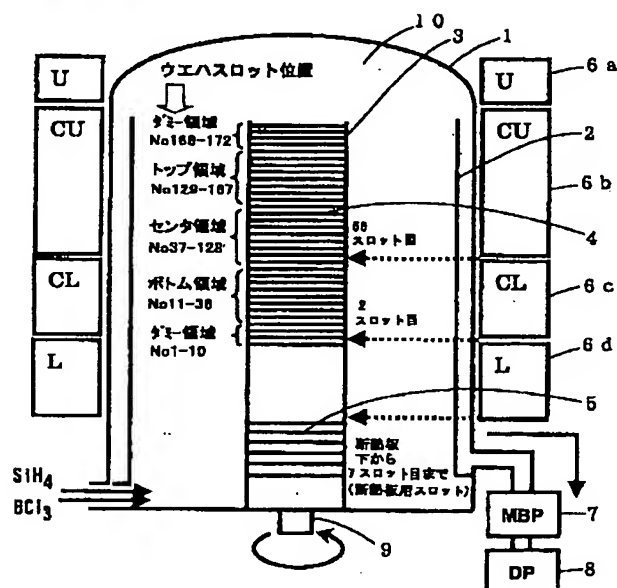 10
3
1
U
ウエハスロット位置
U
6a
CU
ダミー領域
No168-172
CU
2
トップ領域
No129-167
6b
センタ領域
No37-128
スロット目
4
CL
ボトム領域
No11-36
2
スロット目
CL
6c
ダミー領域
No1-10
L
L
6d
5
断熱板
下から
7スロット目まで
(断熱板用スロット)
SiH4
BCl3
MBP
7
9
DP
8